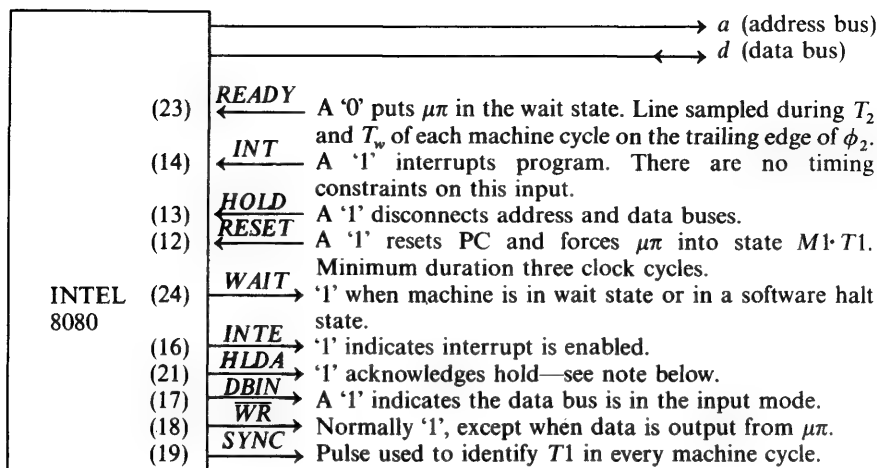 a (address bus)
d (data bus)
(23) READY A ‘0’ puts μπ in the wait state. Line sampled during T₂
and T_w of each machine cycle on the trailing edge of ϕ₂.
(14) INT A ‘1’ interrupts program. There are no timing
constraints on this input.
(13) HOLD A ‘1’ disconnects address and data buses.
(12) RESET A ‘1’ resets PC and forces μπ into state M1·T1.
Minimum duration three clock cycles.
INTEL (24) WAIT ‘1’ when machine is in wait state or in a software halt
8080 state.
(16) INTE ‘1’ indicates interrupt is enabled.
(21) HLDA ‘1’ acknowledges hold—see note below.
(17) DBIN A ‘1’ indicates the data bus is in the input mode.
(18) W̅R̅ Normally ‘1’, except when data is output from μπ.
(19) SYNC Pulse used to identify T1 in every machine cycle.